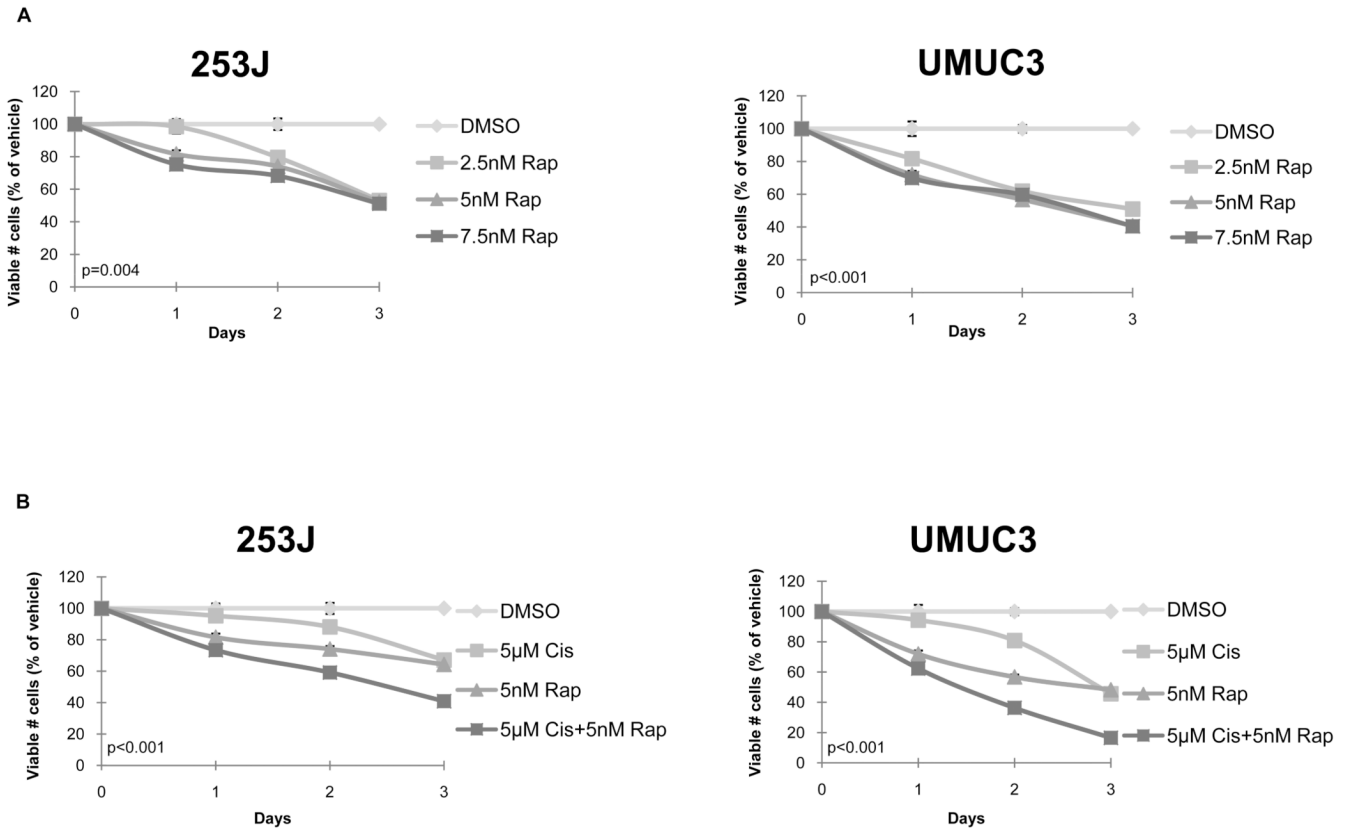 A
253J
UMUC3
Viable # cells (% of vehicle)
120
100
80
60
40
20
0
p=0.004
0 1 2 3
Days
DMSO
2.5nM Rap
5nM Rap
7.5nM Rap
Viable # cells (% of vehicle)
120
100
80
60
40
20
0
p<0.001
0 1 2 3
Days
DMSO
2.5nM Rap
5nM Rap
7.5nM Rap
B
253J
UMUC3
Viable # cells (% of vehicle)
120
100
80
60
40
20
0
p<0.001
0 1 2 3
Days
DMSO
5µM Cis
5nM Rap
5µM Cis+5nM Rap
Viable # cells (% of vehicle)
120
100
80
60
40
20
0
p<0.001
0 1 2 3
Days
DMSO
5µM Cis
5nM Rap
5µM Cis+5nM Rap